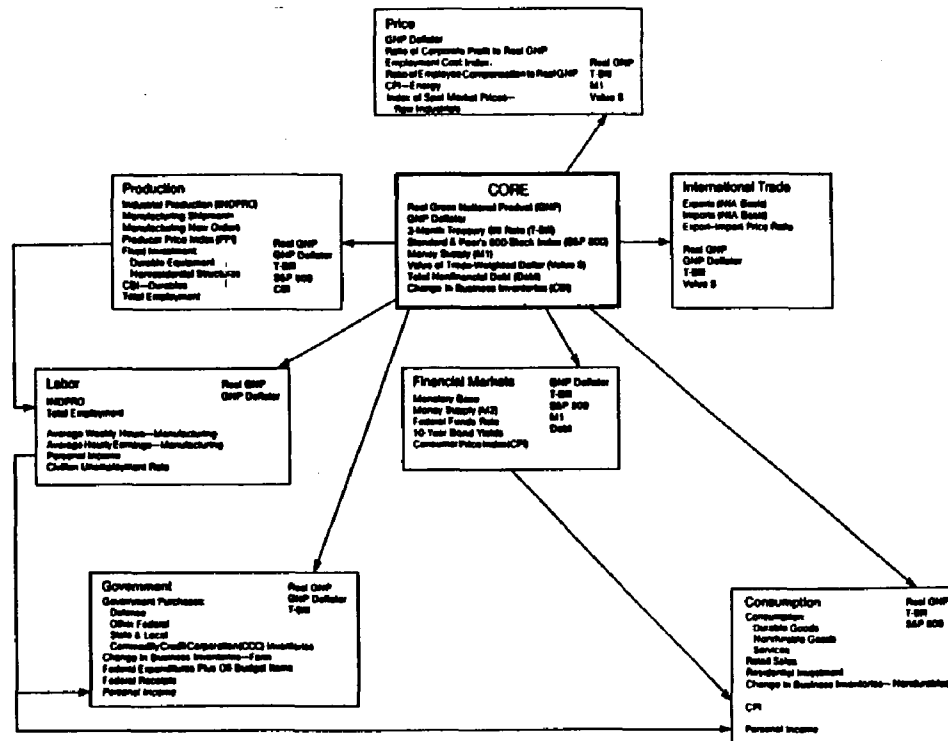 Price
GNP Deflator
Ratio of Corporate Profit to Real GNP
Employment Cost Index
Ratio of Employee Compensation to Real GNP
CPI—Energy
Index of Spot Market Prices—
Raw Industrials
Real GNP
T-Bill
M1
Value $
Production
Industrial Production (INDPRO)
Manufacturing Shipments
Manufacturing New Orders
Producer Price Index (PPI)
Fixed Investment
Durable Equipment
Nonresidential Structures
CBI—Durables
Total Employment
Real GNP
GNP Deflator
T-Bill
S&P 500
CBI
CORE
Real Gross National Product (GNP)
GNP Deflator
3-Month Treasury Bill Rate (T-Bill)
Standard & Poor's 500-Stock Index (S&P 500)
Money Supply (M1)
Value of Trade-Weighted Dollar (Value $)
Total Nonfinancial Debt (Debt)
Change in Business Inventories (CBI)
International Trade
Exports (NIA Basis)
Imports (NIA Basis)
Export-Import Price Ratio
Real GNP
GNP Deflator
T-Bill
Value $
Labor
INDPRO
Total Employment
Average Weekly Hours—Manufacturing
Average Hourly Earnings—Manufacturing
Personal Income
Civilian Unemployment Rate
Real GNP
GNP Deflator
Financial Markets
Monetary Base
Money Supply (M2)
Federal Funds Rate
10-Year Bond Yields
Consumer Price Index (CPI)
GNP Deflator
T-Bill
S&P 500
M1
Debt
Government
Government Purchases:
Defense
Other Federal
State & Local
Commodity Credit Corporation (CCC) Inventories
Change in Business Inventories—Farm
Federal Expenditures Plus Off Budget Items
Federal Receipts
Personal Income
Real GNP
GNP Deflator
T-Bill
Consumption
Consumption
Durable Goods
Nondurable Goods
Services
Retail Sales
Residential Investment
Change in Business Inventories—Nondurables
CPI
Personal Income
Real GNP
T-Bill
S&P 500